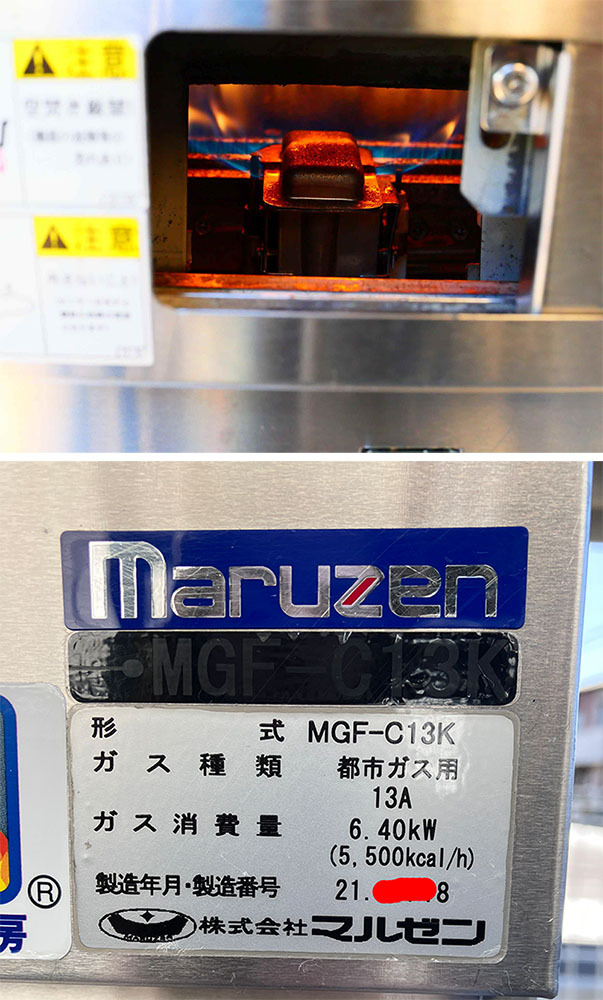 注意
空焚き厳禁
注意
maruzen
MGF-C13K
形 式 MGF-C13K
ガス種類 都市ガス用
13A
ガス消費量 6.40kW
(5,500kcal/h)
製造年月・製造番号 21. 8
MARUZEN 株式会社マルゼン
®
房